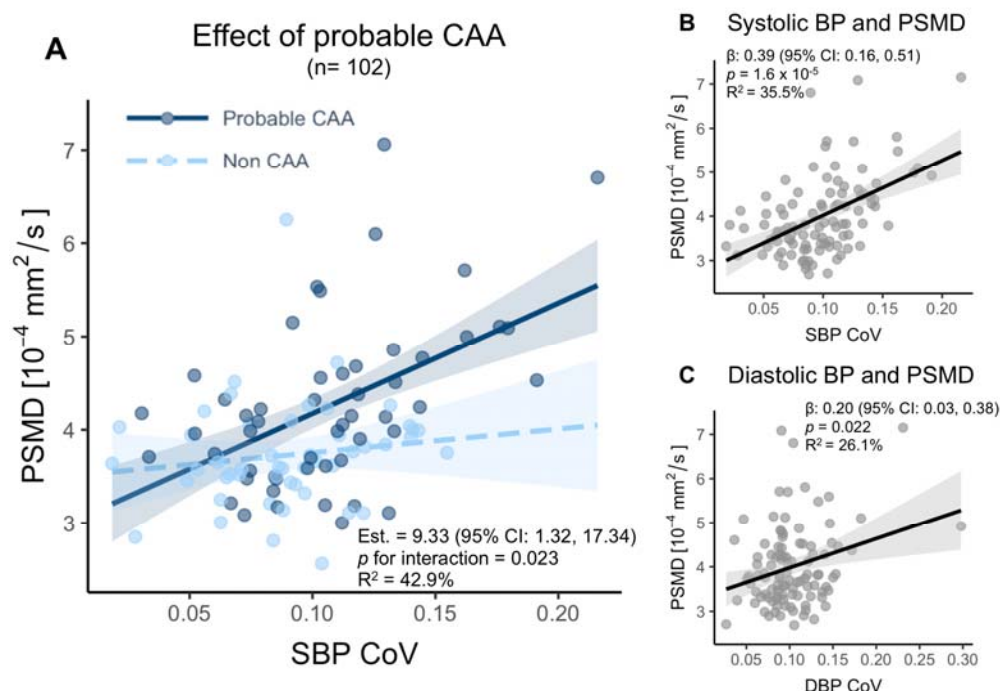 A
Effect of probable CAA
(n= 102)
Probable CAA
Non CAA
PSMD [10⁻⁴ mm²/s]
7
6
5
4
3
Est. = 9.33 (95% CI: 1.32, 17.34)
p for interaction = 0.023
R² = 42.9%
0.05 0.10 0.15 0.20
SBP CoV
B
Systolic BP and PSMD
β: 0.39 (95% CI: 0.16, 0.51)
p = 1.6 x 10⁻⁵
R² = 35.5%
PSMD [10⁻⁴ mm²/s]
7
6
5
4
3
0.05 0.10 0.15 0.20
SBP CoV
C
Diastolic BP and PSMD
β: 0.20 (95% CI: 0.03, 0.38)
p = 0.022
R² = 26.1%
PSMD [10⁻⁴ mm²/s]
7
6
5
4
3
0.05 0.10 0.15 0.20 0.25 0.30
DBP CoV